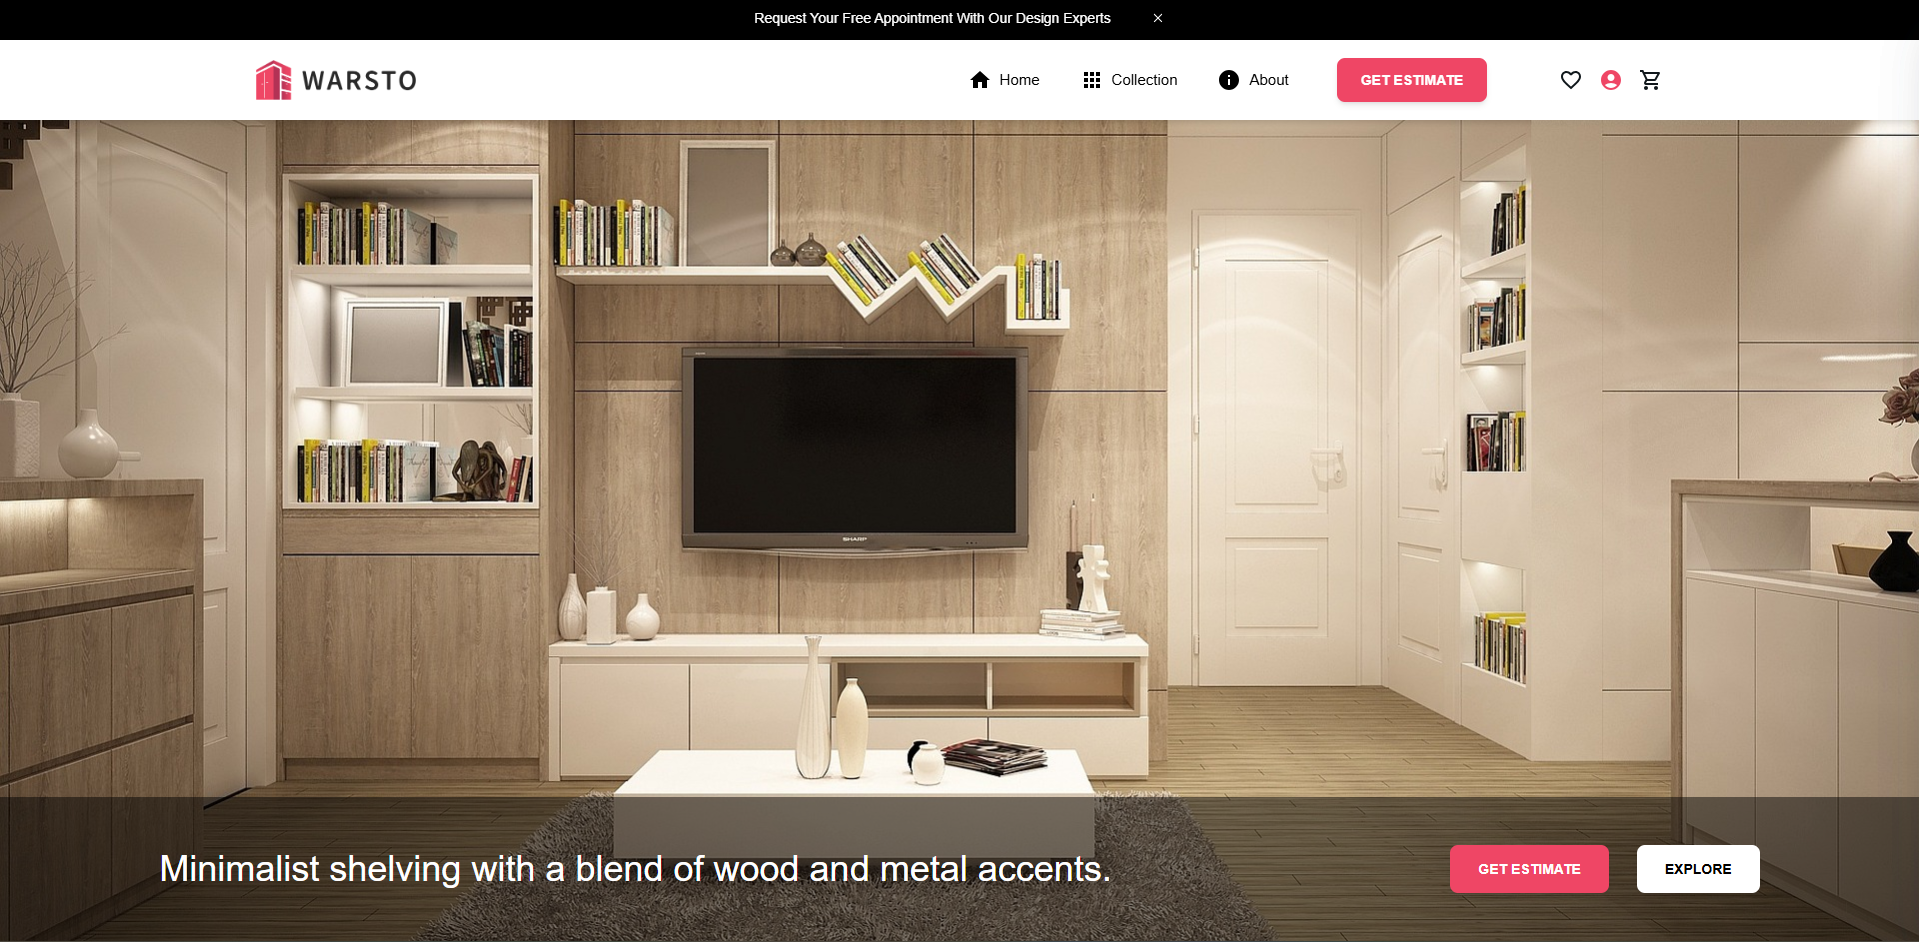 Request Your Free Appointment With Our Design Experts
WARSTO
Home
Collection
About
GET ESTIMATE
SHARP
Minimalist shelving with a blend of wood and metal accents.
GET ESTIMATE
EXPLORE